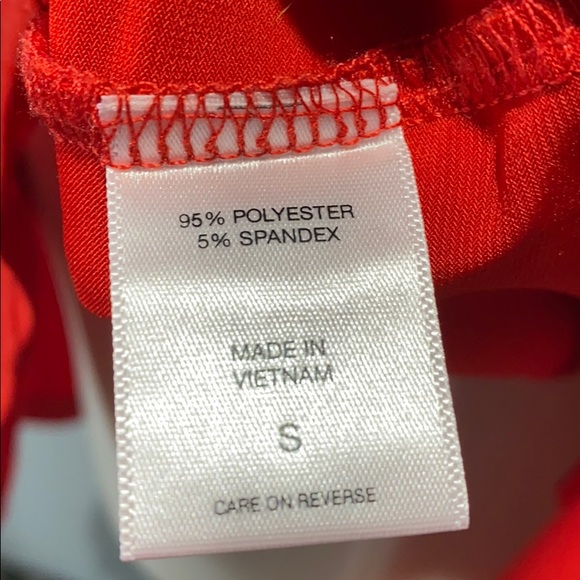 95% POLYESTER
5% SPANDEX
MADE IN
VIETNAM
S
CARE ON REVERSE